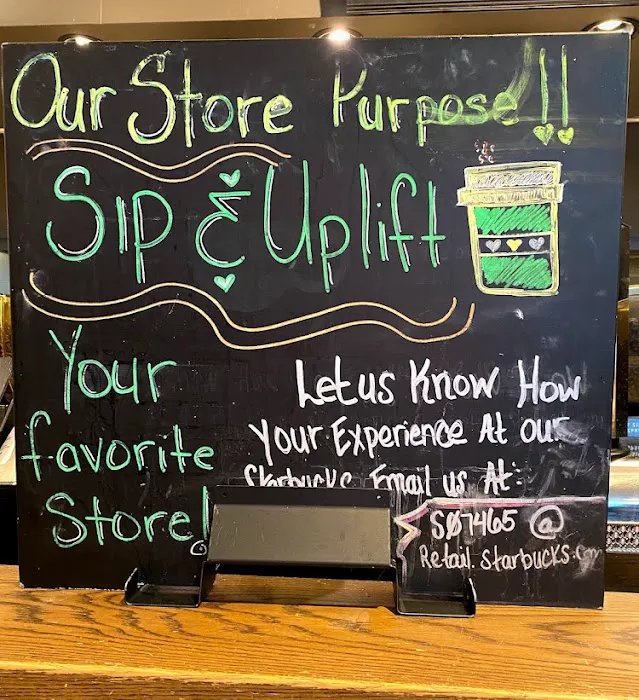 Our Store Purpose!!
Sip & Uplift
Your
favorite
Store!
Let us Know How
Your Experience At our
Starbucks Email us At:
SØ7465 @
Retail.Starbucks.com